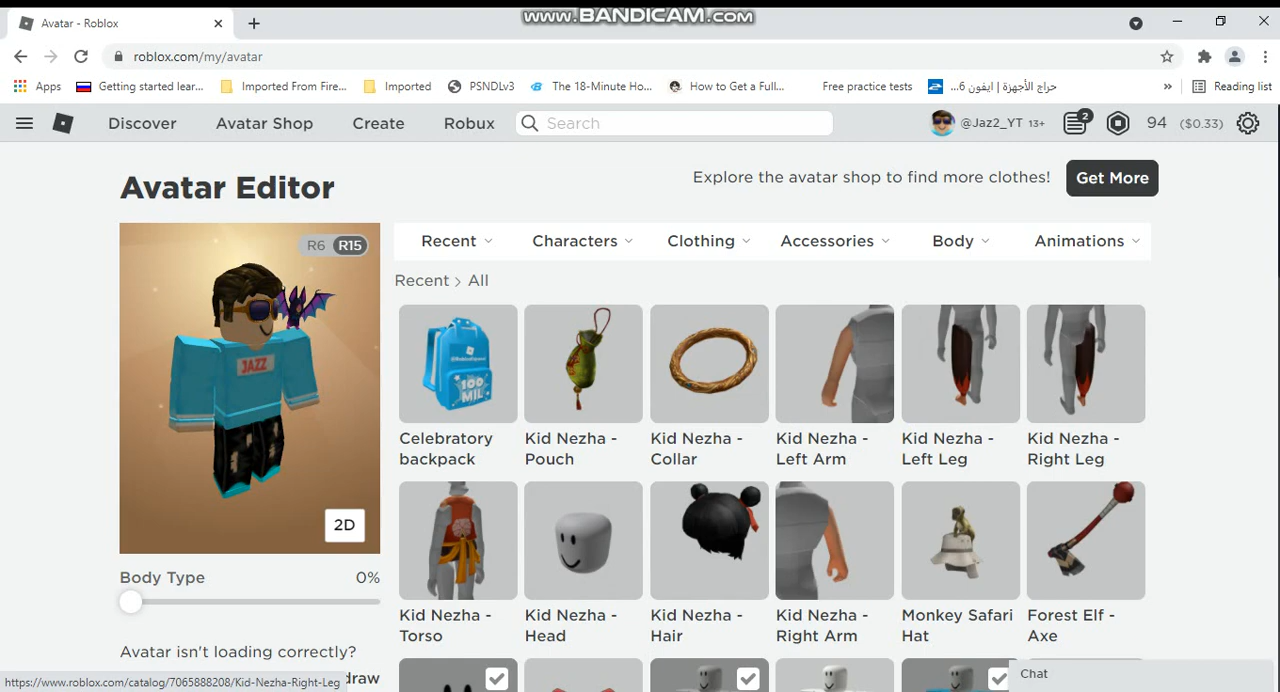 www.BANDICAM.com
Avatar - Roblox
roblox.com/my/avatar
Apps
Getting started lear...
Imported From Fire...
Imported
PSNDLv3
The 18-Minute Ho...
How to Get a Full...
Free practice tests
حراج الأجهزة | ايفون 6...
Reading list
Discover
Avatar Shop
Create
Robux
Search
@Jaz2_YT 13+
2
94
($0.33)
Avatar Editor
Explore the avatar shop to find more clothes!
Get More
R6 R15
JAZZ
2D
Body Type 0%
Avatar isn't loading correctly?
draw
Recent
Characters
Clothing
Accessories
Body
Animations
Recent > All
100
MIL
Celebratory
backpack
Kid Nezha -
Pouch
Kid Nezha -
Collar
Kid Nezha -
Left Arm
Kid Nezha -
Left Leg
Kid Nezha -
Right Leg
Kid Nezha -
Torso
Kid Nezha -
Head
Kid Nezha -
Hair
Kid Nezha -
Right Arm
Monkey Safari
Hat
Forest Elf -
Axe
Chat
https://www.roblox.com/catalog/7065888208/Kid-Nezha-Right-Leg